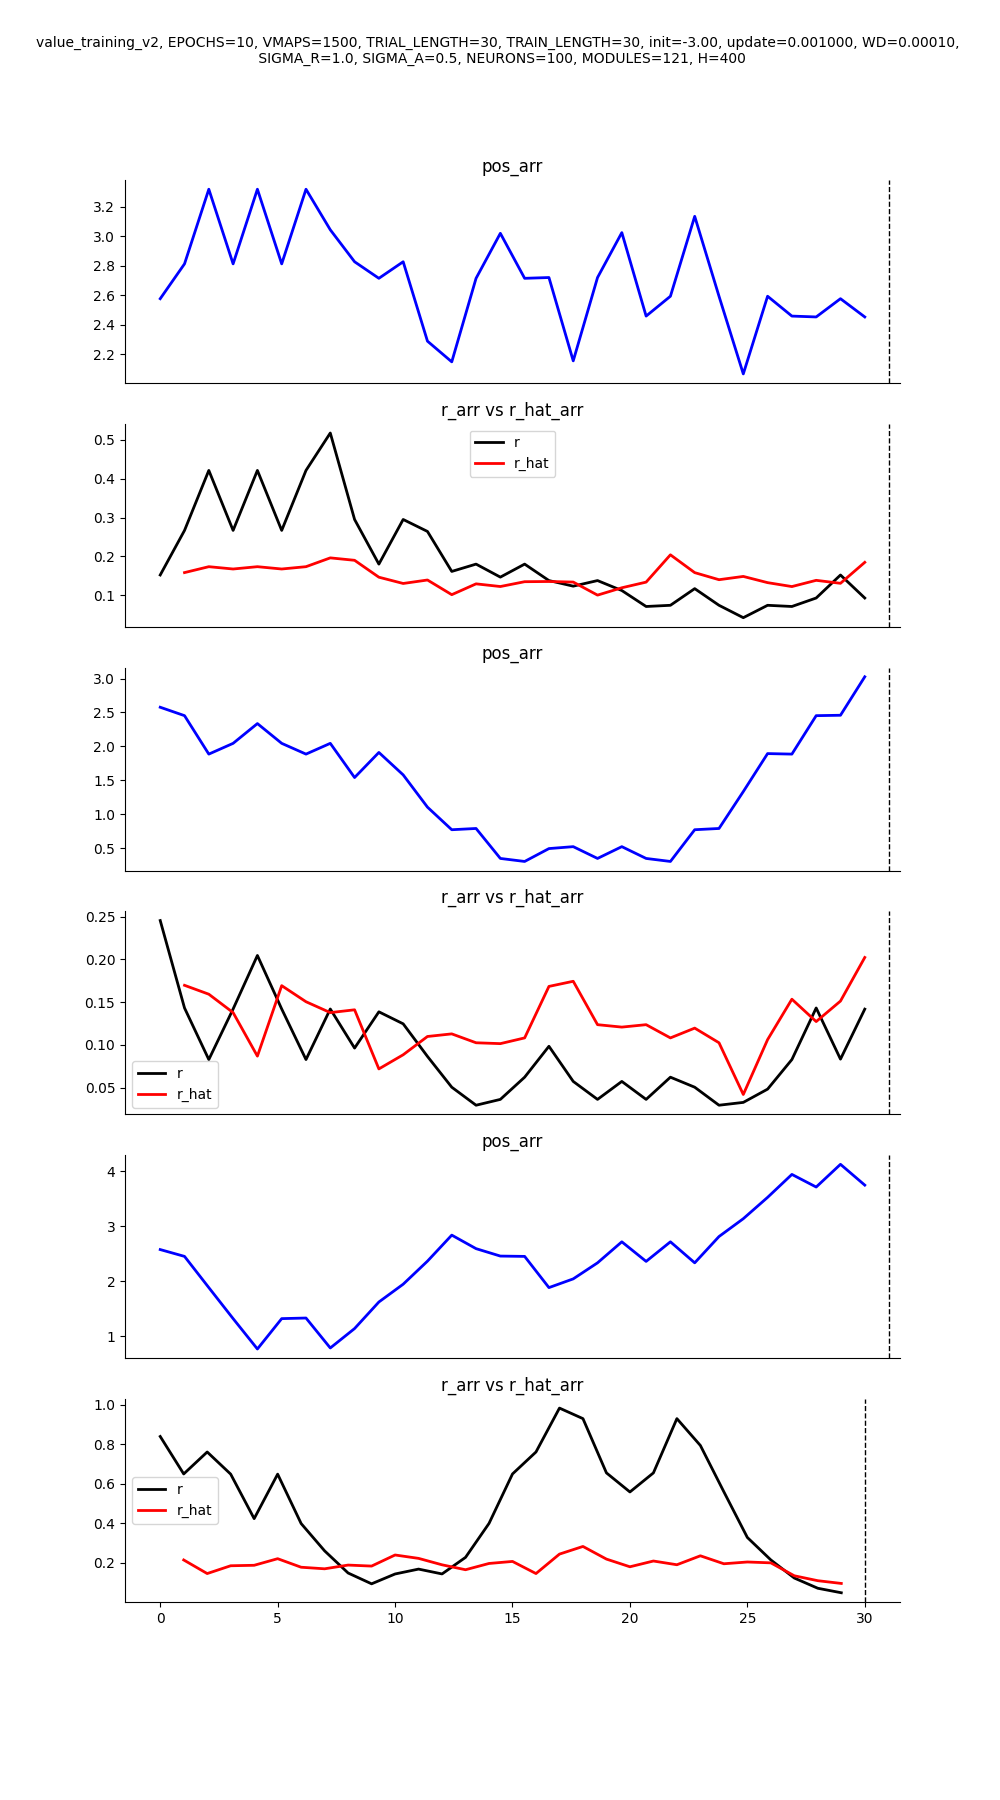 value_training_v2, EPOCHS=10, VMAPS=1500, TRIAL_LENGTH=30, TRAIN_LENGTH=30, init=-3.00, update=0.001000, WD=0.00010,
SIGMA_R=1.0, SIGMA_A=0.5, NEURONS=100, MODULES=121, H=400
pos_arr
3.2
3.0
2.8
2.6
2.4
2.2
r_arr vs r_hat_arr
0.5
0.4
0.3
0.2
0.1
r
r_hat
pos_arr
3.0
2.5
2.0
1.5
1.0
0.5
r_arr vs r_hat_arr
0.25
0.20
0.15
0.10
0.05
r
r_hat
pos_arr
4
3
2
1
r_arr vs r_hat_arr
1.0
0.8
0.6
0.4
0.2
r
r_hat
0 5 10 15 20 25 30